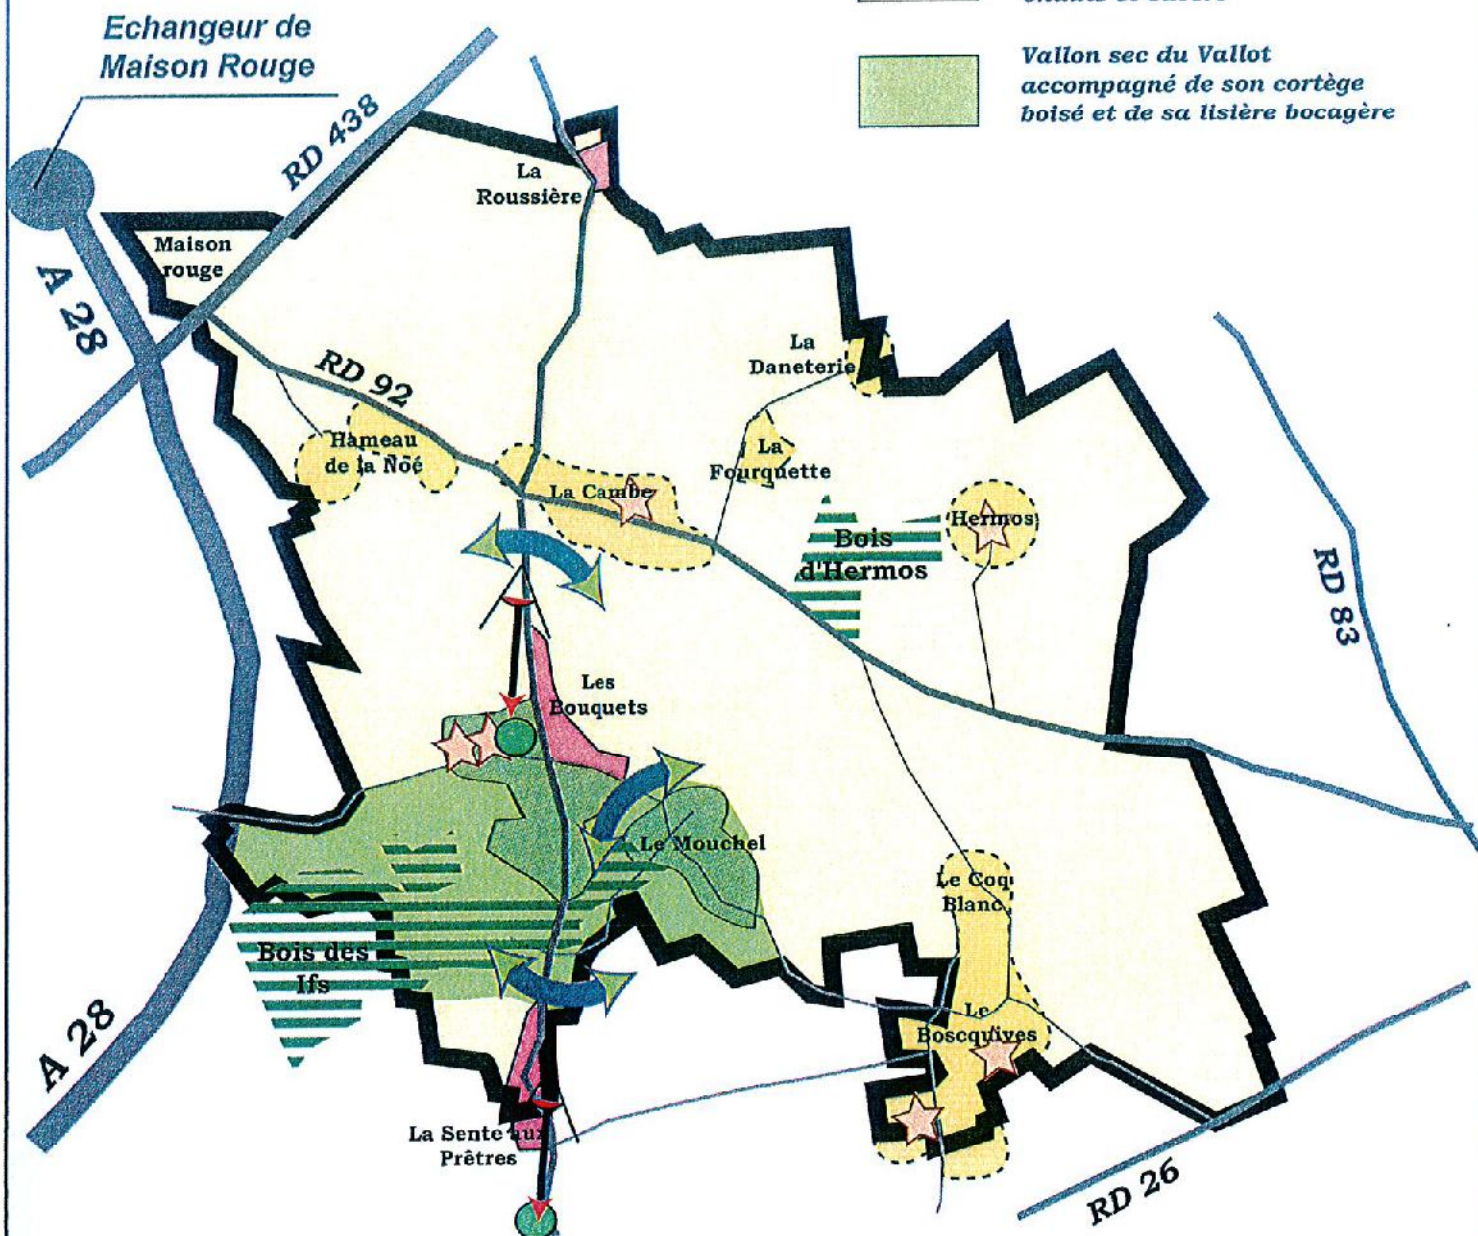 Echangeur de
Maison Rouge
Vallon sec du Vallot
accompagné de son cortège
boisé et de sa lisière bocagère
RD 438
La
Roussière
Maison
rouge
A 28
RD 92
La
Daneterie
Hameau
de la Noé
La
Fourquette
La Cambe
Hermos
Bois
d'Hermos
RD 83
Les
Bouquets
Le Mouchel
Le Coq
Blanc
Bois des
Ifs
Le
Boscquives
A 28
La Sente aux
Prêtres
RD 26